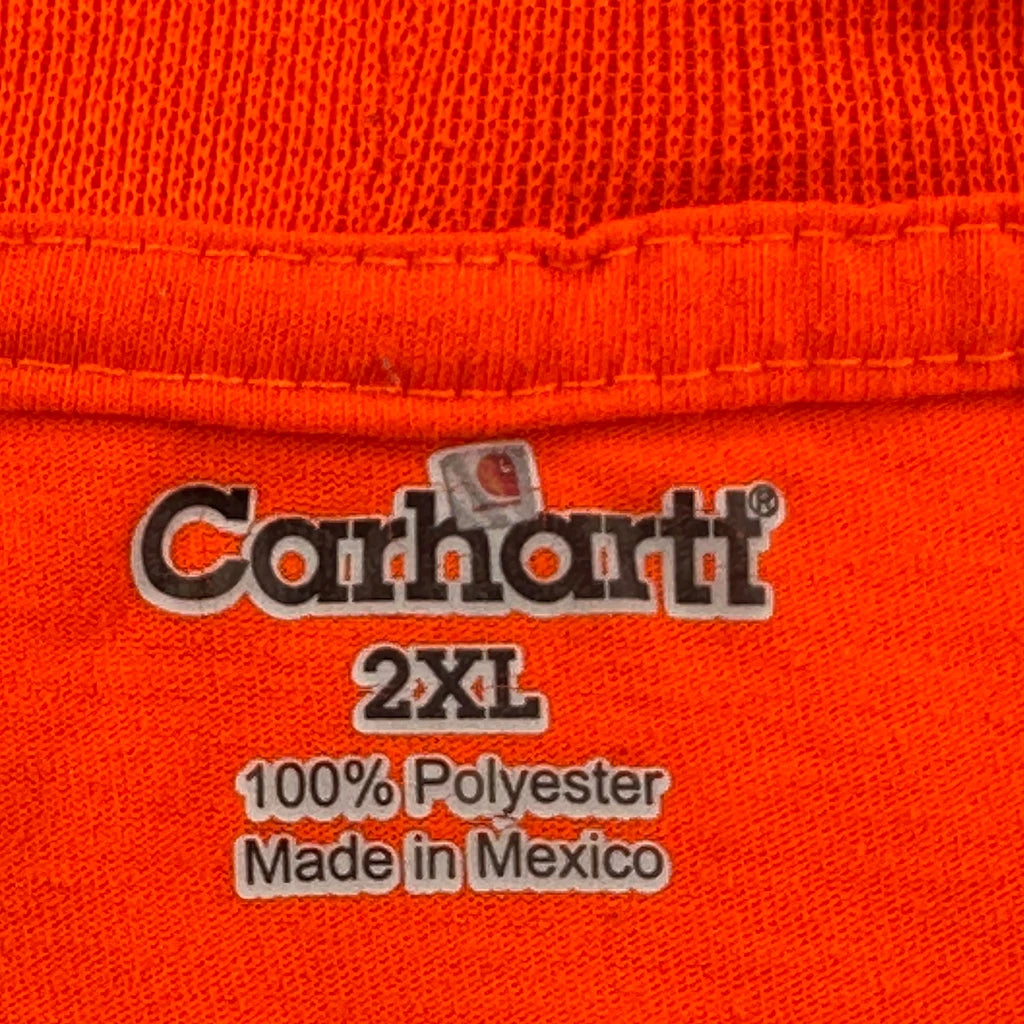 Carhartt®
2XL
100% Polyester
Made in Mexico